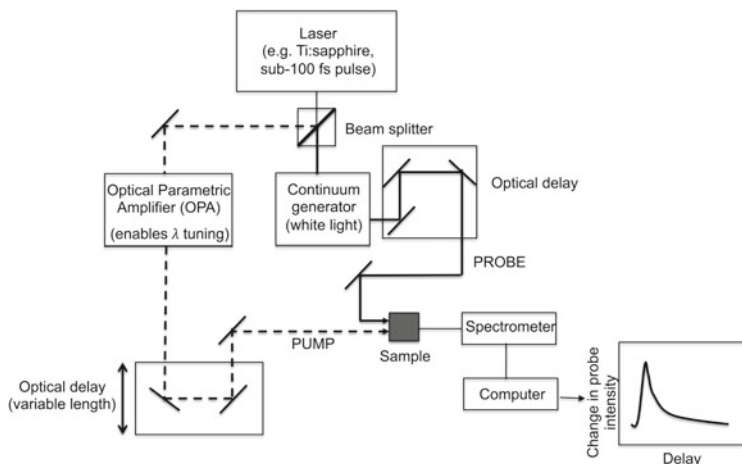 Laser
(e.g. Ti:sapphire,
sub-100 fs pulse)
Beam splitter
Optical Parametric
Amplifier (OPA)
(enables λ tuning)
Continuum
generator
(white light)
Optical delay
PROBE
PUMP
Sample
Spectrometer
Computer
Optical delay
(variable length)
Change in probe
intensity
Delay